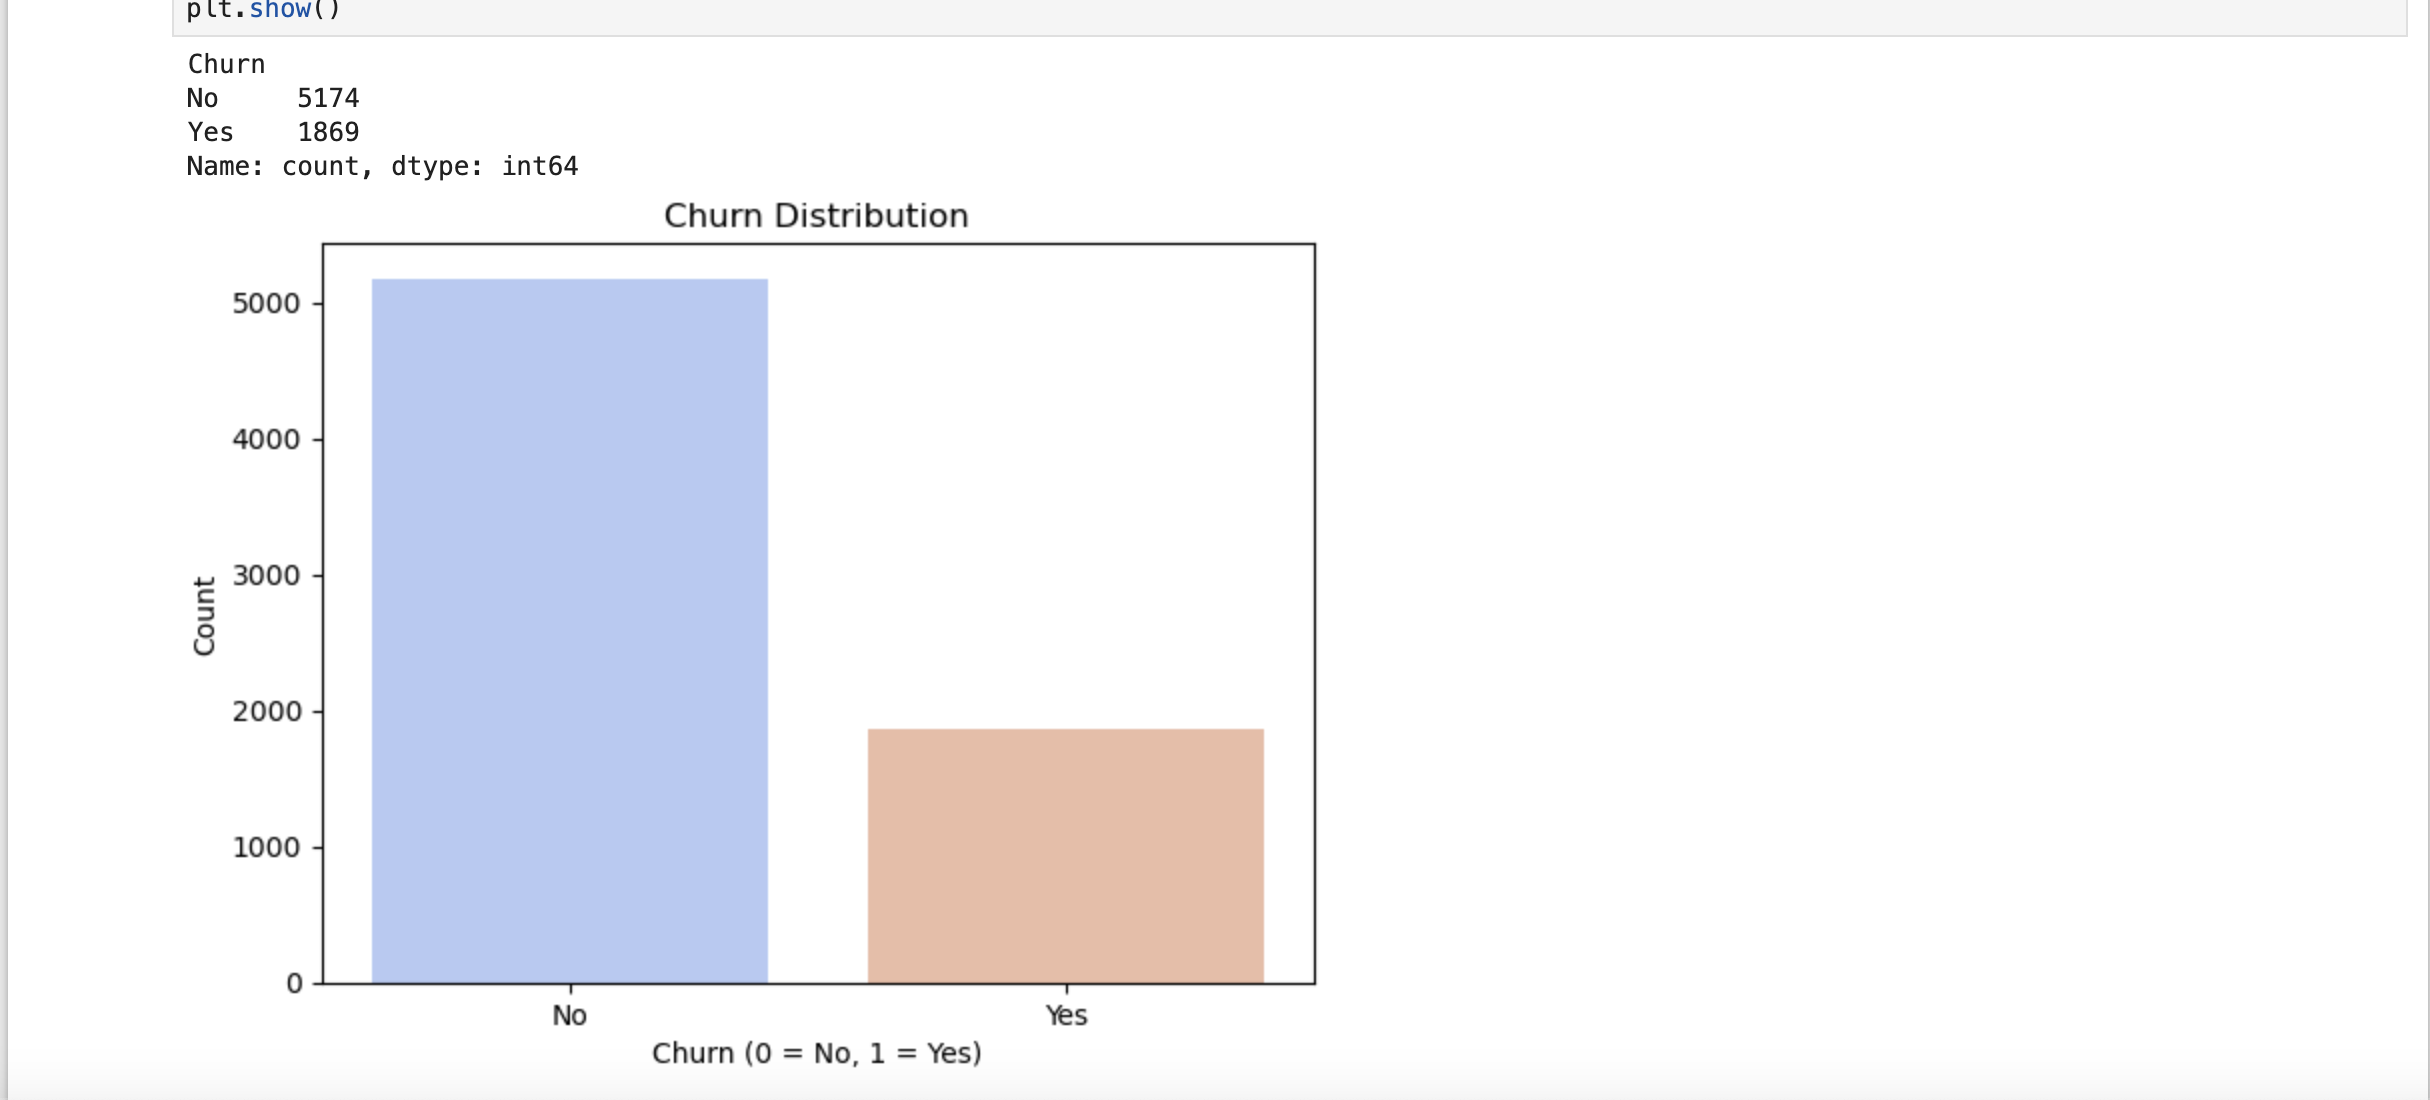 plt.show()
Churn
No     5174
Yes    1869
Name: count, dtype: int64
Churn Distribution
5000
4000
3000
2000
1000
0
Count
No
Yes
Churn (0 = No, 1 = Yes)